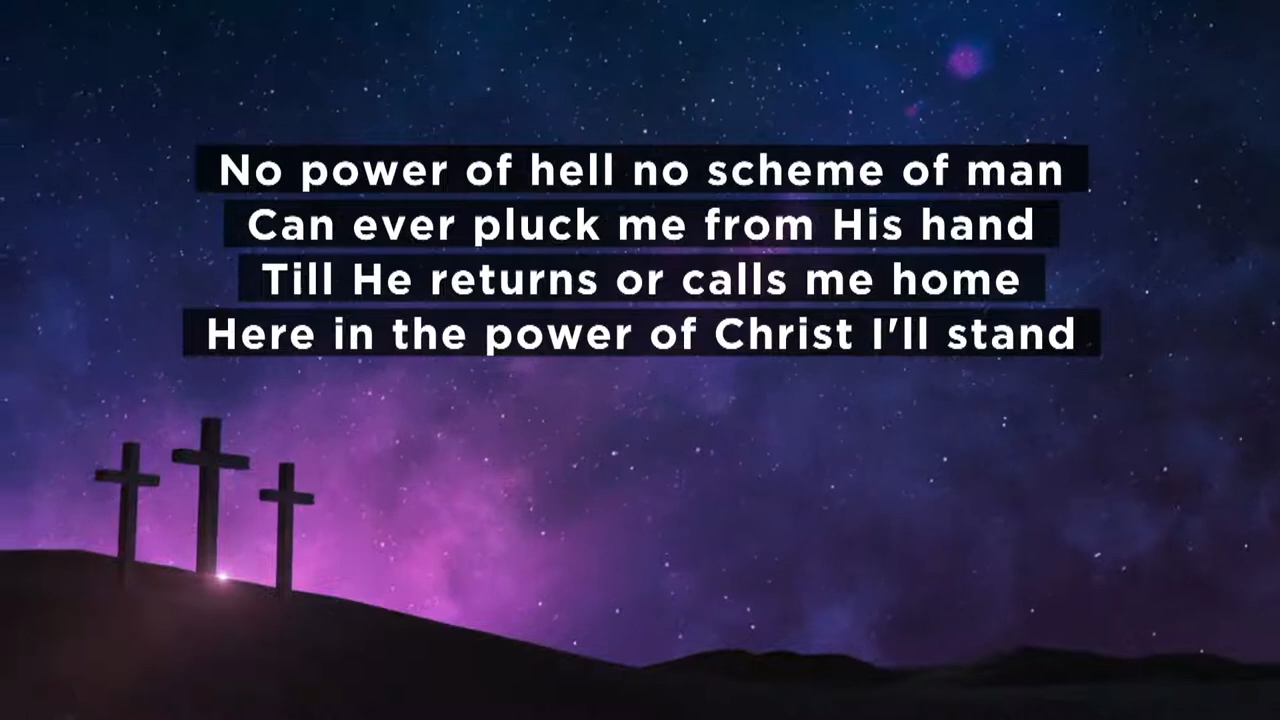 No power of hell no scheme of man
Can ever pluck me from His hand
Till He returns or calls me home
Here in the power of Christ I'll stand